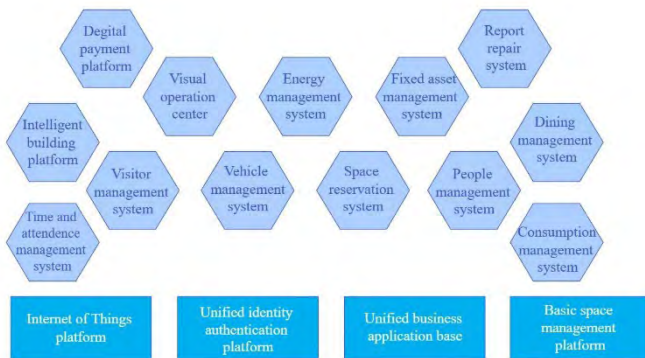 Degital
payment
platform
Report
repair
system
Visual
operation
center
Energy
management
system
Fixed asset
management
system
Intelligent
building
platform
Dining
management
system
Visitor
management
system
Vehicle
management
system
Space
reservation
system
People
management
system
Time and
attendence
management
system
Consumption
management
system
Internet of Things
platform
Unified identity
authentication
platform
Unified business
application base
Basic space
management
platform